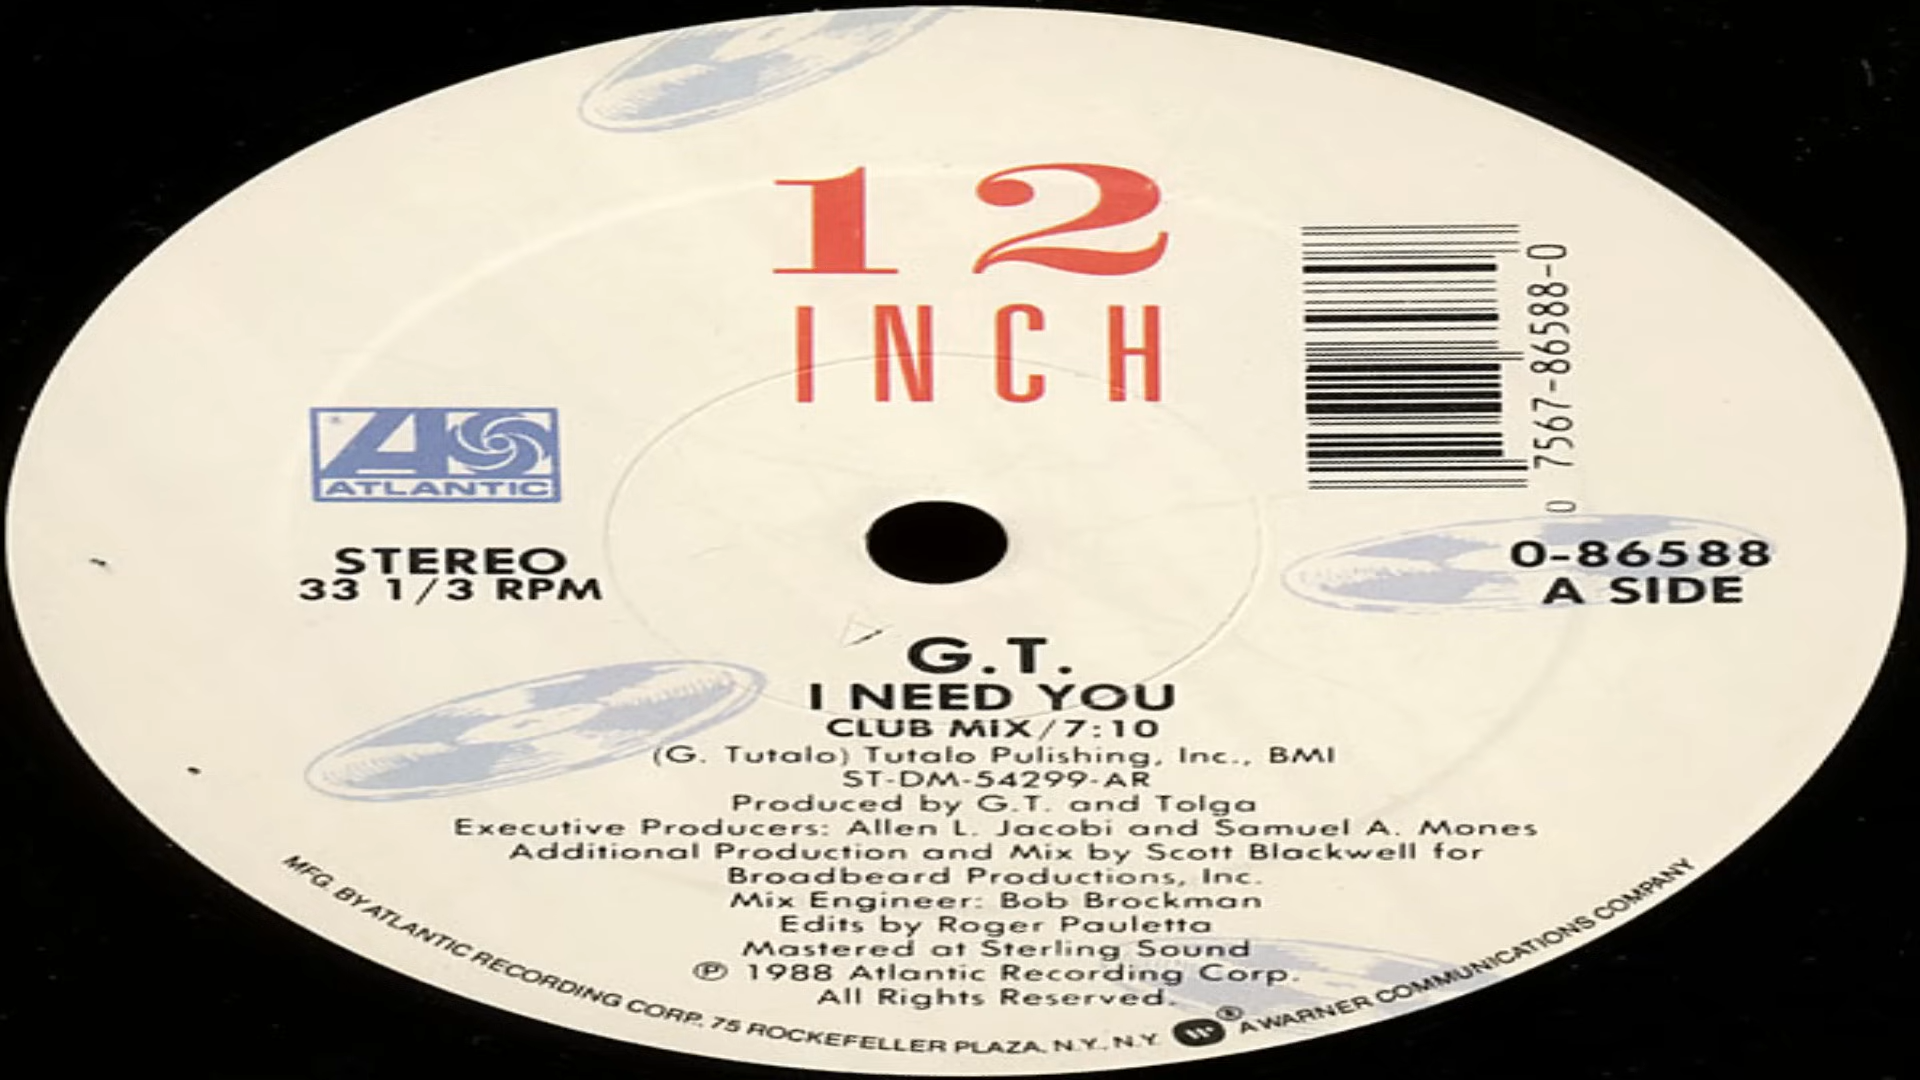 12
INCH
ATLANTIC
0 7567-86588-0
STEREO
33 1/3 RPM
0-86588
A SIDE
G.T.
I NEED YOU
CLUB MIX/7:10
(G. Tutalo) Tutalo Pulishing, Inc., BMI
ST-DM-54299-AR
Produced by G.T. and Tolga
Executive Producers: Allen L. Jacobi and Samuel A. Mones
Additional Production and Mix by Scott Blackwell for
Broadbeard Productions, Inc.
Mix Engineer: Bob Brockman
Edits by Roger Pauletta
Mastered at Sterling Sound
℗ 1988 Atlantic Recording Corp.
All Rights Reserved.
MFG. BY ATLANTIC RECORDING CORP. 75 ROCKEFELLER PLAZA, N.Y., N.Y. ® A WARNER COMMUNICATIONS COMPANY